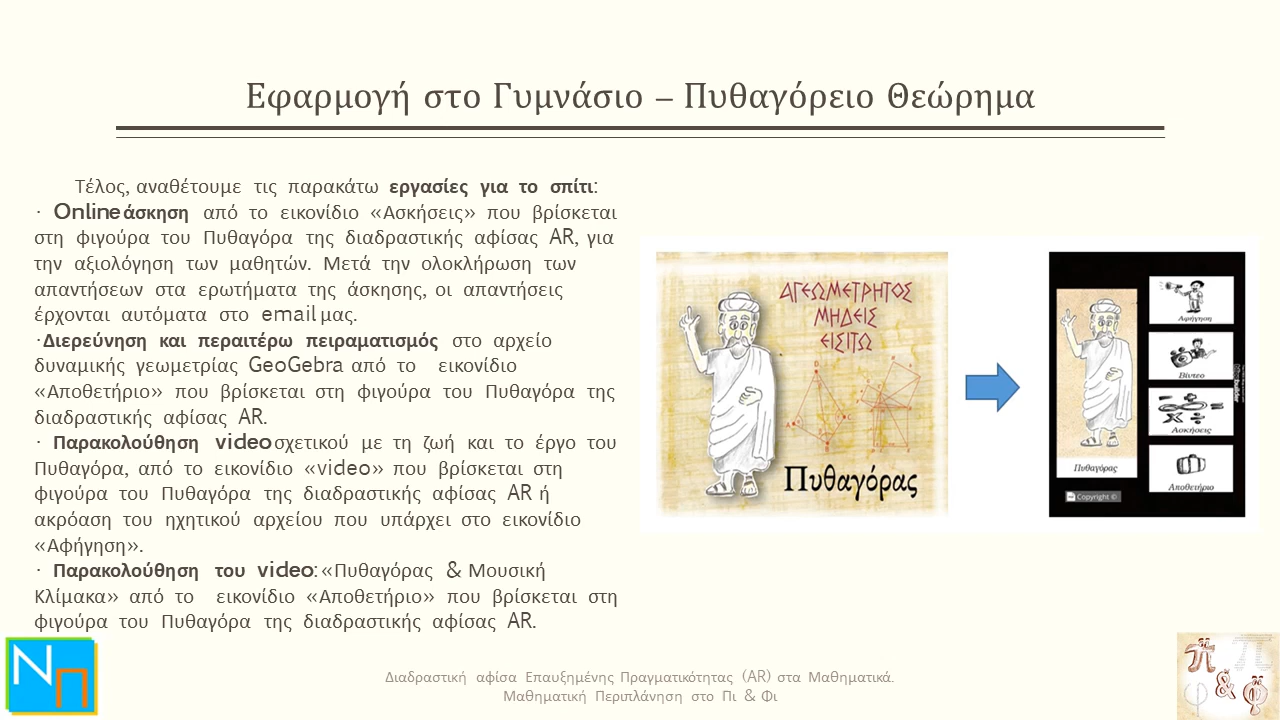 Εφαρμογή στο Γυμνάσιο – Πυθαγόρειο Θεώρημα
Τέλος, αναθέτουμε τις παρακάτω εργασίες για το σπίτι:
· Online άσκηση από το εικονίδιο «Ασκήσεις» που βρίσκεται
στη φιγούρα του Πυθαγόρα της διαδραστικής αφίσας AR, για
την αξιολόγηση των μαθητών. Μετά την ολοκλήρωση των
απαντήσεων στα ερωτήματα της άσκησης, οι απαντήσεις
έρχονται αυτόματα στο email μας.
·Διερεύνηση και περαιτέρω πειραματισμός στο αρχείο
δυναμικής γεωμετρίας GeoGebra από το εικονίδιο
«Αποθετήριο» που βρίσκεται στη φιγούρα του Πυθαγόρα της
διαδραστικής αφίσας AR.
· Παρακολούθηση video σχετικού με τη ζωή και το έργο του
Πυθαγόρα, από το εικονίδιο «video» που βρίσκεται στη
φιγούρα του Πυθαγόρα της διαδραστικής αφίσας AR ή
ακρόαση του ηχητικού αρχείου που υπάρχει στο εικονίδιο
«Αφήγηση».
· Παρακολούθηση του video: «Πυθαγόρας & Μουσική
Κλίμακα» από το εικονίδιο «Αποθετήριο» που βρίσκεται στη
φιγούρα του Πυθαγόρα της διαδραστικής αφίσας AR.
ΑΓΕΩΜΕΤΡΗΤΟΣ
ΜΗΔΕΙΣ
ΕΙΣΙΤΩ
Πυθαγόρας
Πυθαγόρας
Copyright ©
Αφήγηση
Βίντεο
Ασκήσεις
Αποθετήριο
Νπ
π & φ
Διαδραστική αφίσα Επαυξημένης Πραγματικότητας (AR) στα Μαθηματικά.
Μαθηματική Περιπλάνηση στο Πι & Φι